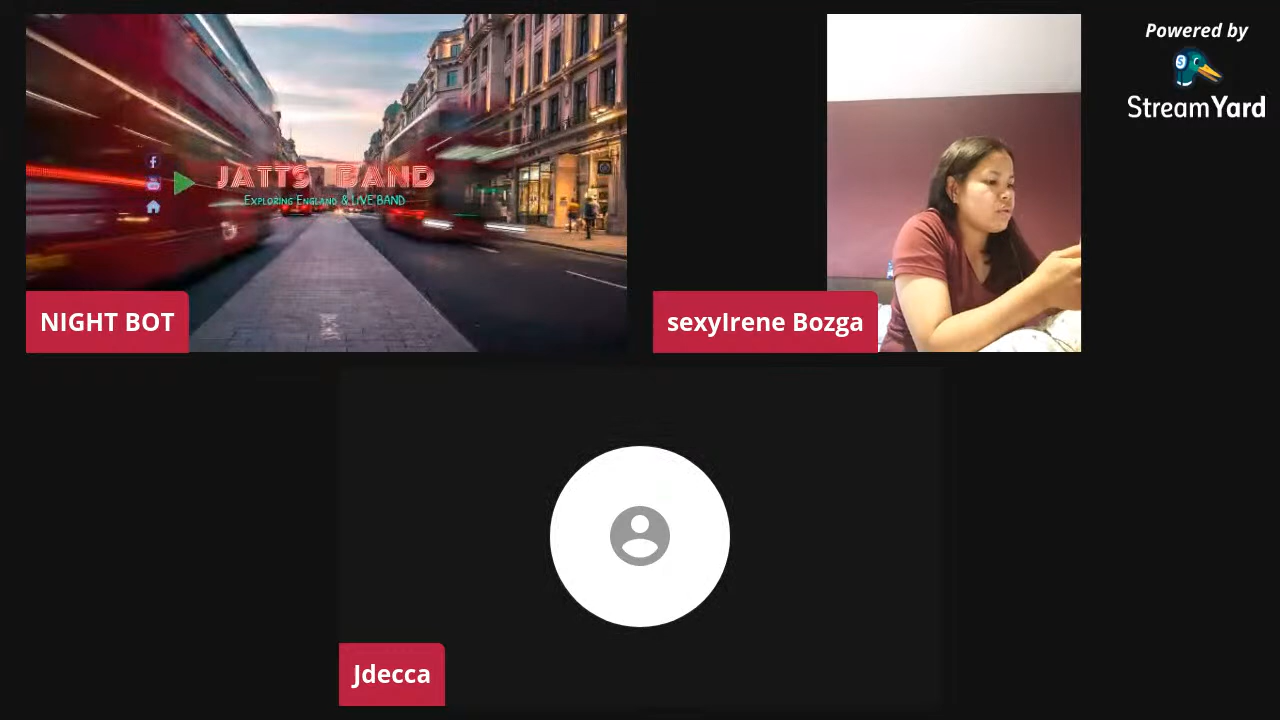 Powered by
StreamYard
JATTS BAND
Exploring England & LIVE BAND
NIGHT BOT
sexyIrene Bozga
Jdecca